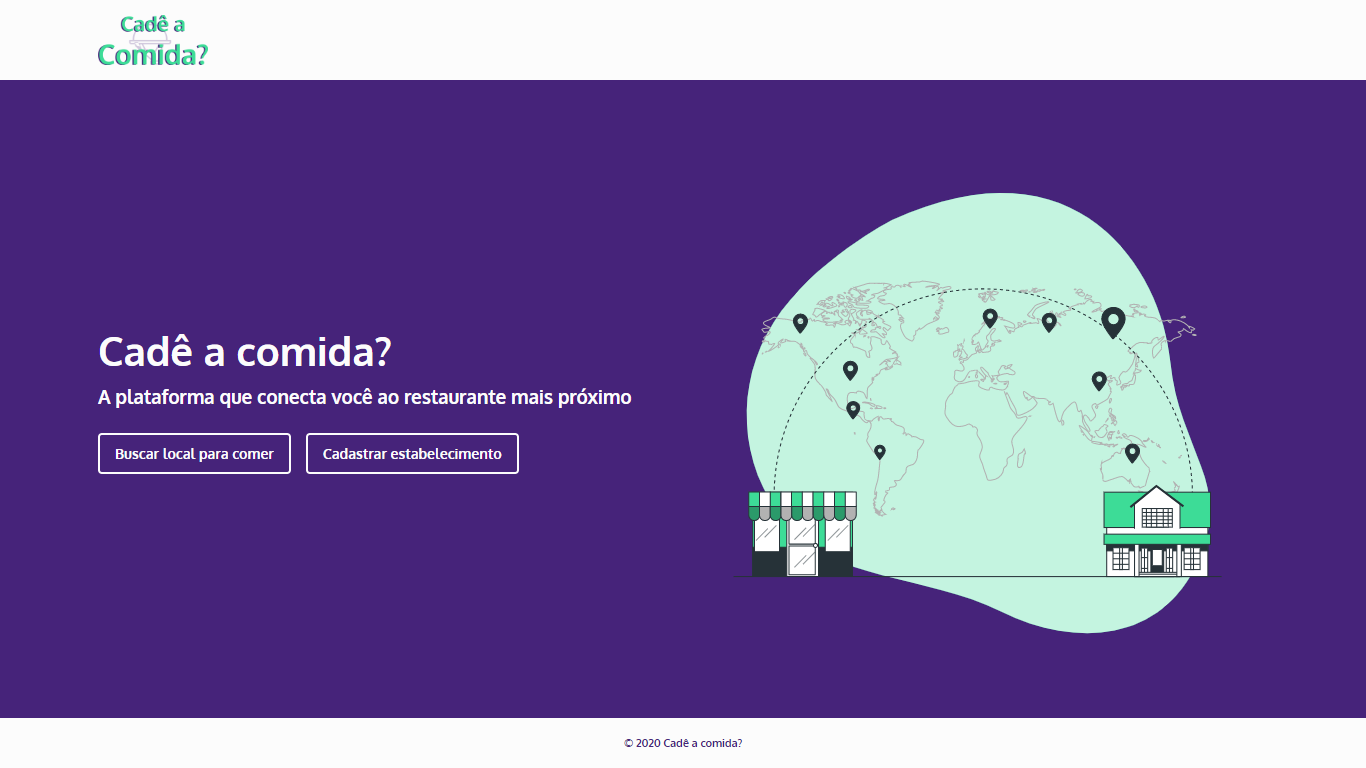 Cadê a
Comida?
Cadê a comida?
A plataforma que conecta você ao restaurante mais próximo
Buscar local para comer
Cadastrar estabelecimento
© 2020 Cadê a comida?